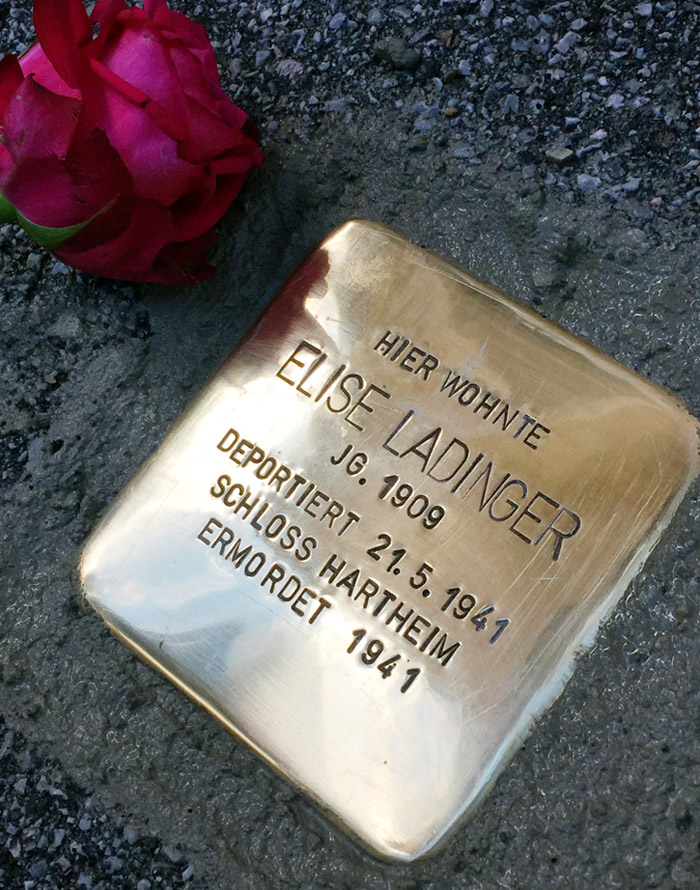 HIER WOHNTE
ELISE LADINGER
JG. 1909
DEPORTIERT 21.5.1941
SCHLOSS HARTHEIM
ERMORDET 1941